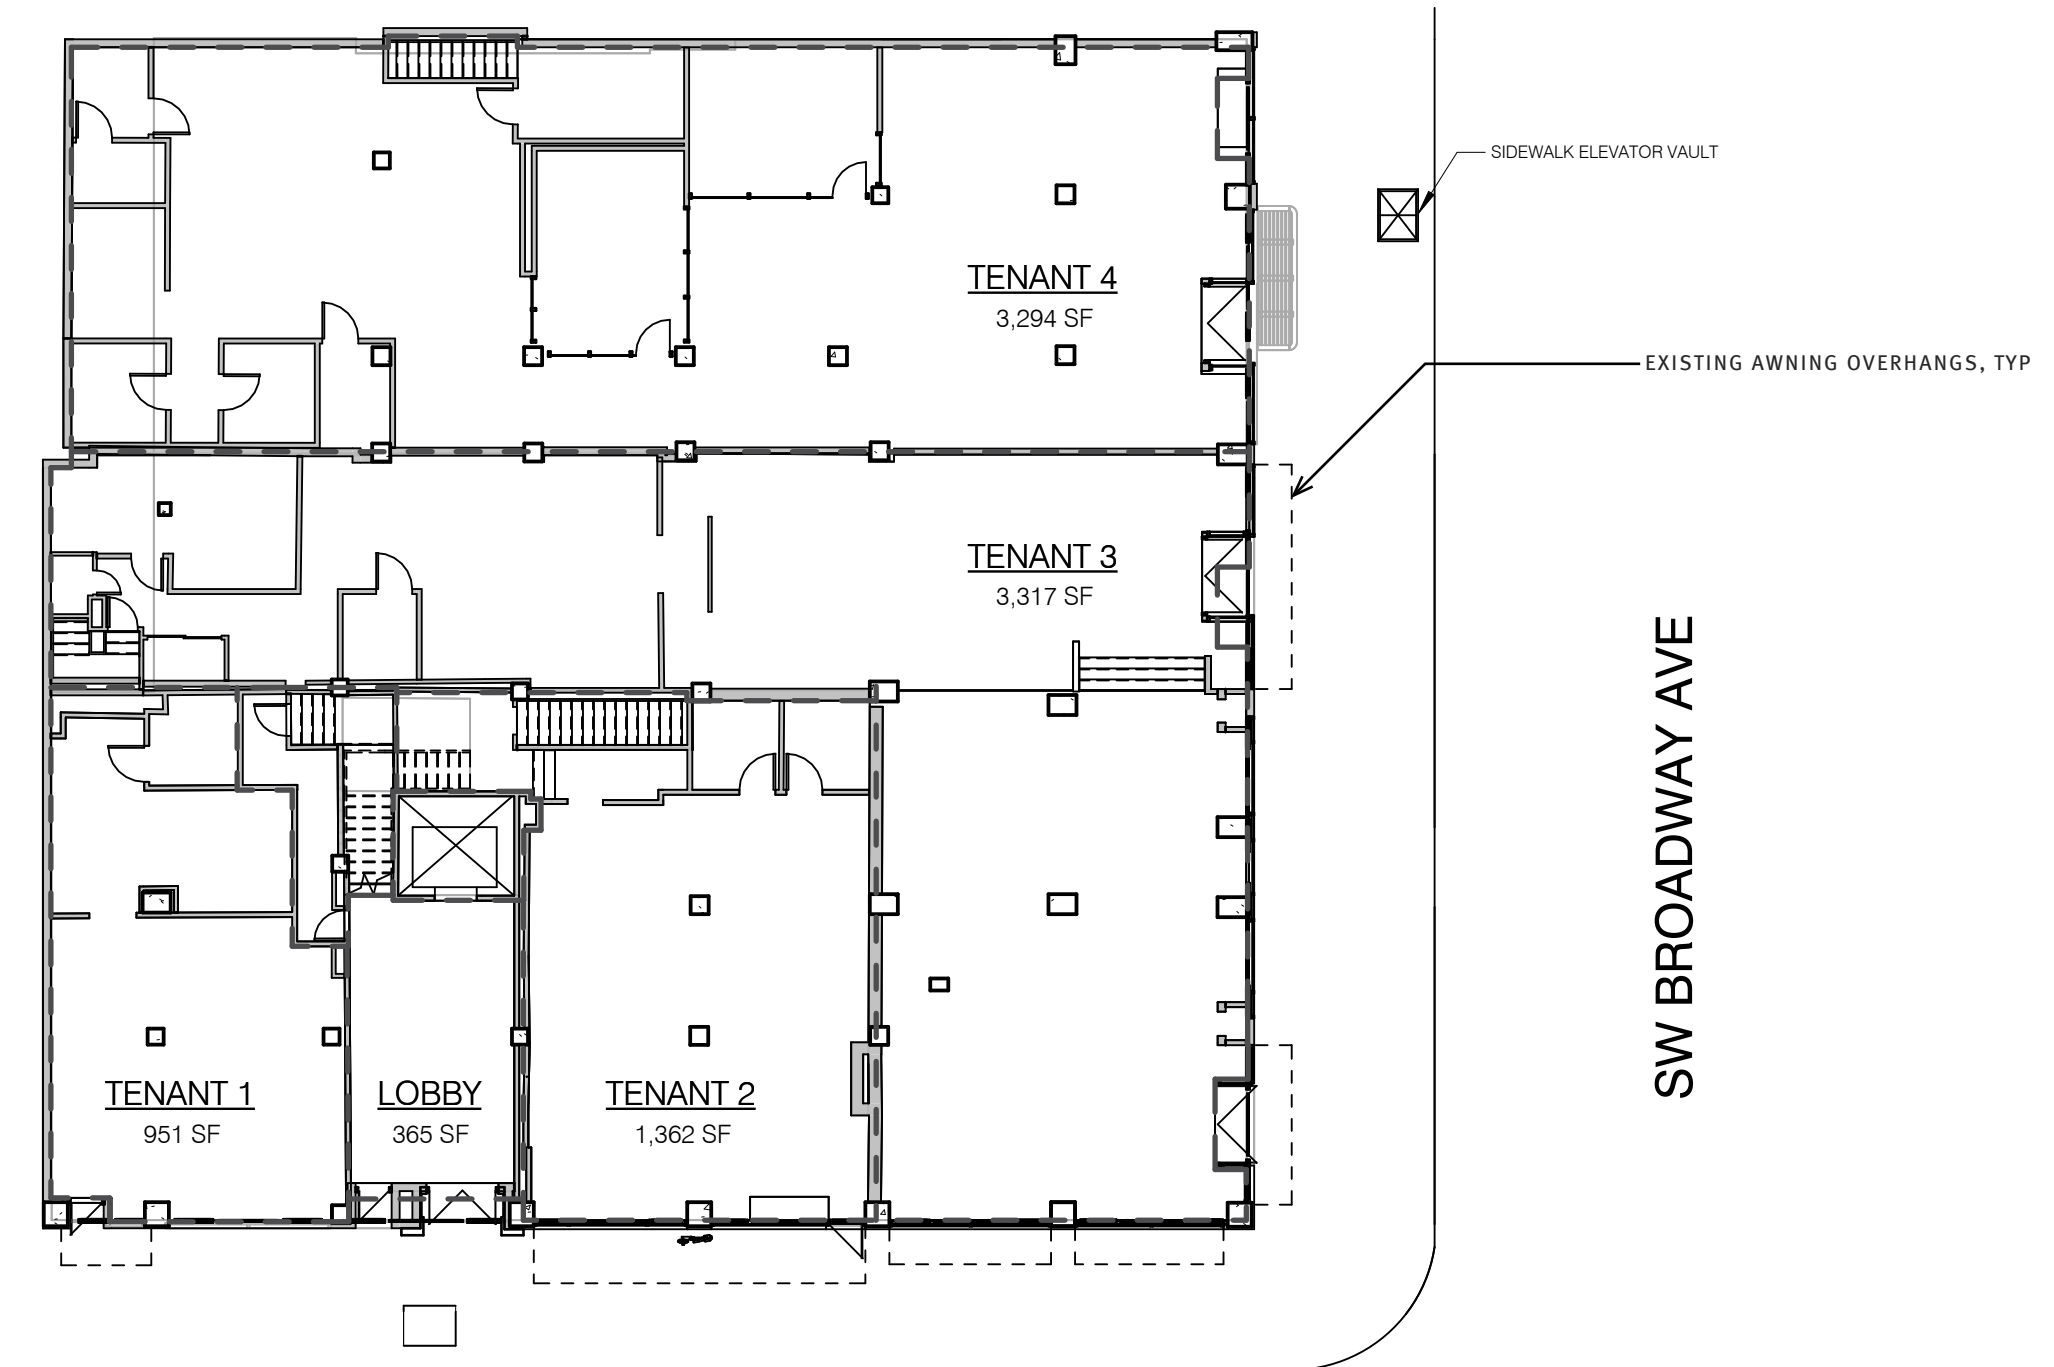 SIDEWALK ELEVATOR VAULT
TENANT 4
3,294 SF
EXISTING AWNING OVERHANGS, TYP
TENANT 3
3,317 SF
SW BROADWAY AVE
TENANT 1
951 SF
LOBBY
365 SF
TENANT 2
1,362 SF